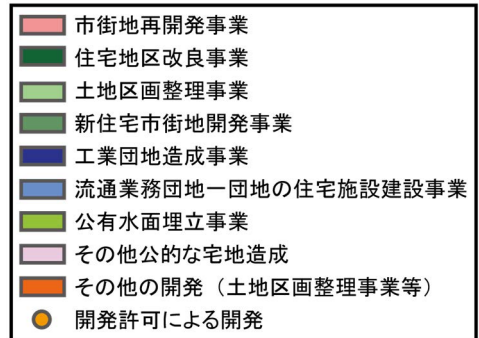 市街地再開発事業
住宅地区改良事業
土地区画整理事業
新住宅市街地開発事業
工業団地造成事業
流通業務団地一団地の住宅施設建設事業
公有水面埋立事業
その他公的な宅地造成
その他の開発（土地区画整理事業等）
開発許可による開発